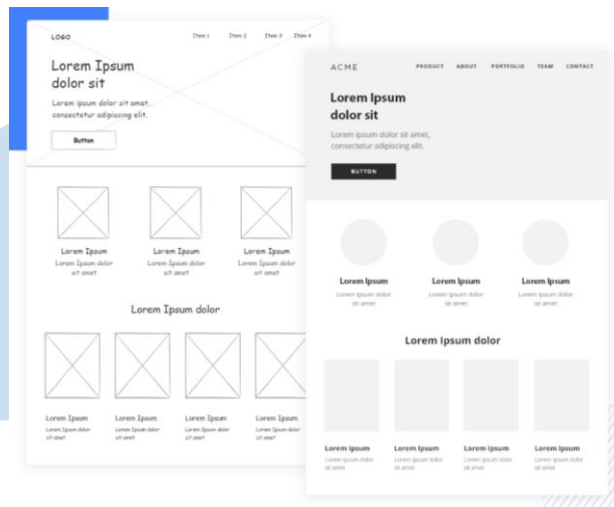 LOGO
Item 1 Item 2 Item 3 Item 4
Lorem Ipsum
dolor sit
Lorem ipsum dolor sit amet,
consectetur adipiscing elit.
Button
Lorem Ipsum Lorem Ipsum Lorem Ipsum
Lorem Ipsum dolor Lorem Ipsum dolor Lorem Ipsum dolor
sit amet sit amet sit amet
Lorem Ipsum dolor
Lorem Ipsum Lorem Ipsum Lorem Ipsum Lorem Ipsum
Lorem Ipsum dolor Lorem Ipsum dolor Lorem Ipsum dolor Lorem Ipsum dolor
sit amet sit amet sit amet sit amet
ACME
PRODUCT ABOUT PORTFOLIO TEAM CONTACT
Lorem Ipsum
dolor sit
Lorem ipsum dolor sit amet,
consectetur adipiscing elit.
BUTTON
Lorem Ipsum Lorem Ipsum Lorem Ipsum
Lorem ipsum dolor Lorem ipsum dolor Lorem ipsum dolor
sit amet sit amet sit amet
Lorem Ipsum dolor
Lorem Ipsum Lorem Ipsum Lorem Ipsum Lorem Ipsum
Lorem ipsum dolor Lorem ipsum dolor Lorem ipsum dolor Lorem ipsum dolor
sit amet sit amet sit amet sit amet